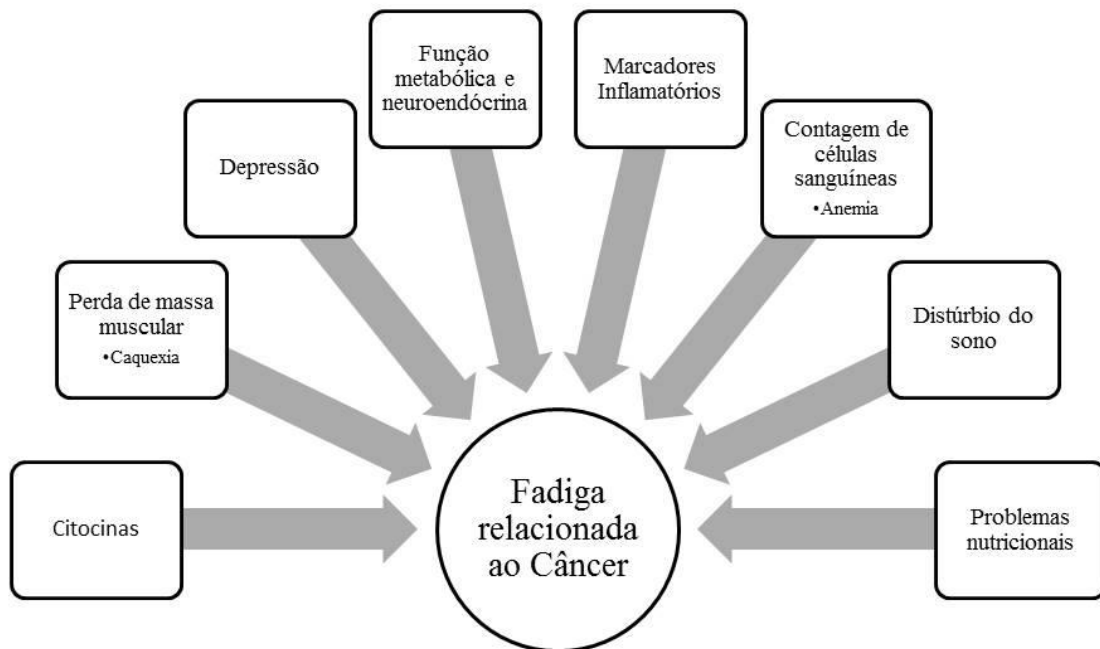 Função
metabólica e
neuroendócrina
Marcadores
Inflamatórios
Depressão
Contagem de
células
sanguíneas
•Anemia
Perda de massa
muscular
•Caquexia
Distúrbio do
sono
Citocinas
Fadiga
relacionada
ao Câncer
Problemas
nutricionais